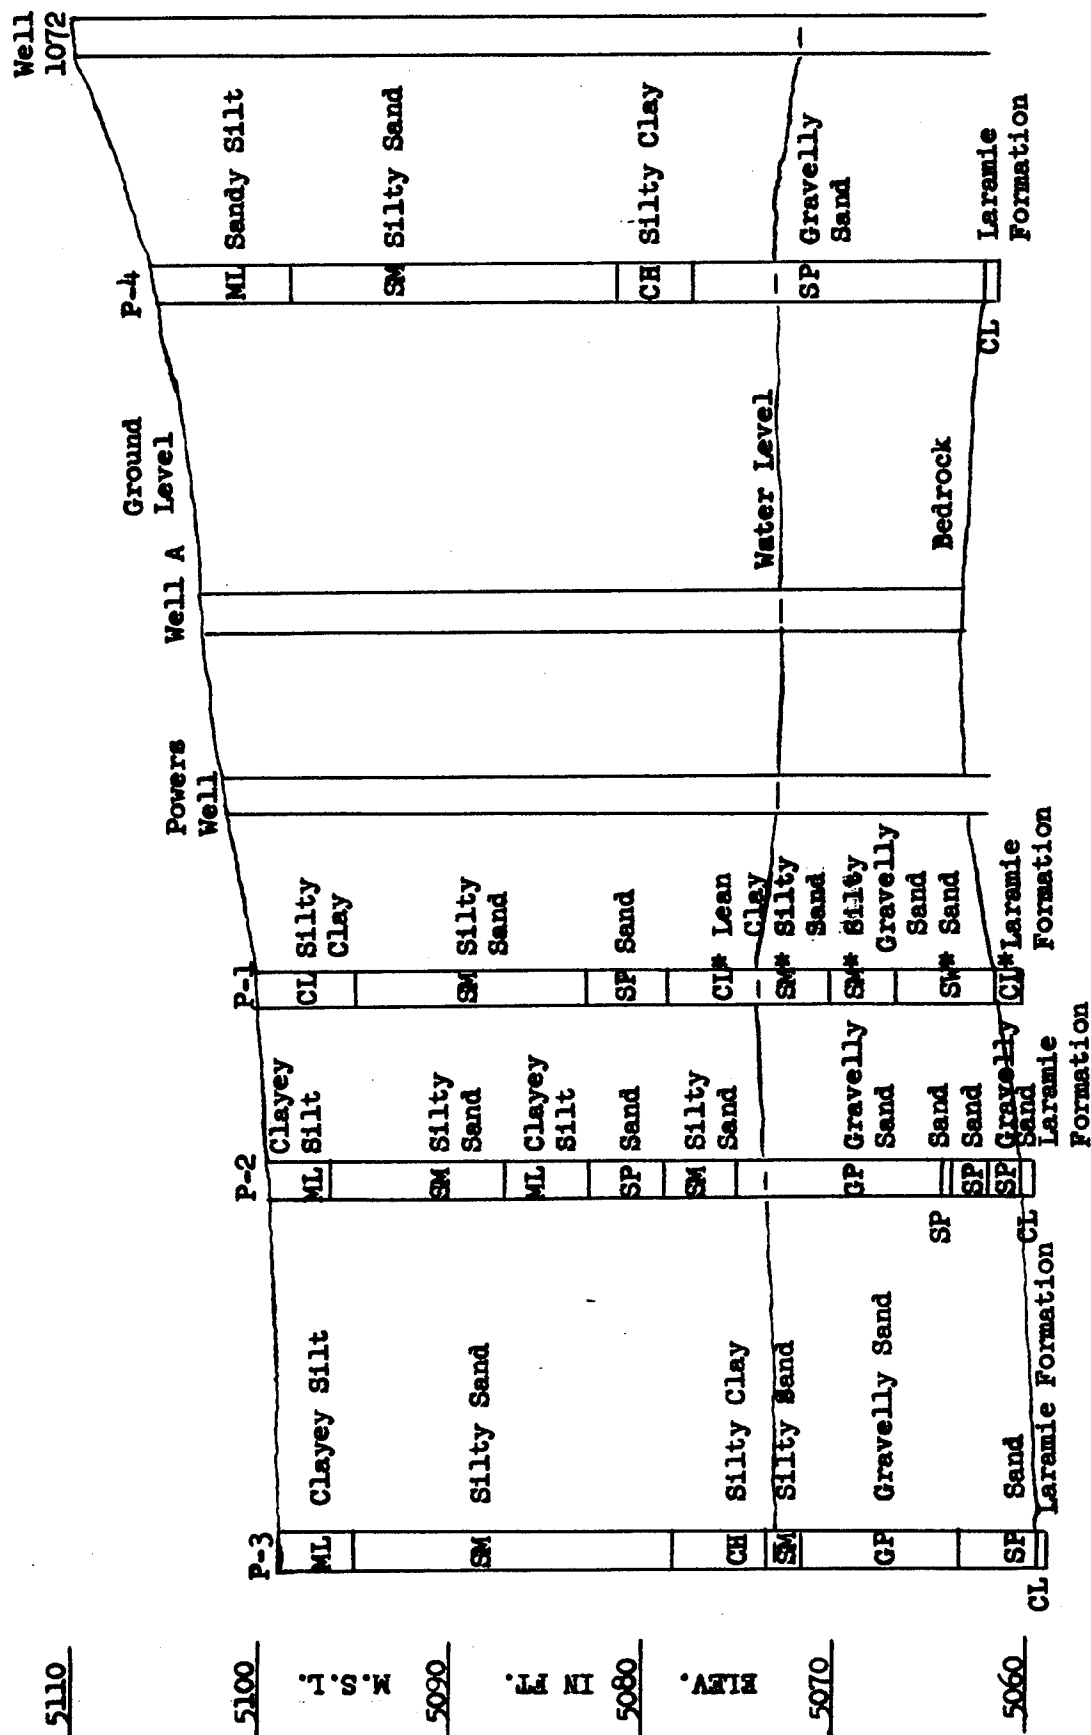 5110
5100
5090
5080
5070
5060
M.S.L.
IN FT.
ELEV.
P-3
ML
Clayey Silt
SM
Silty Sand
CH
Silty Clay
SM
Silty Sand
GP
Gravelly Sand
SP
Sand
CL
Laramie Formation
P-2
ML
Clayey
Silt
SM
Silty
Sand
ML
Clayey
Silt
SP
Sand
SM
Silty
Sand
GP
Gravelly
Sand
SP
Sand
SP
Sand
SP
Gravelly
Sand
CL
Laramie
Formation
P-1
CL
Silty
Clay
SM
Silty
Sand
SP
Sand
CL*
Lean
Clay
SM*
Silty
Sand
SM*
Silty
Gravelly
Sand
SW*
Sand
CL*
Laramie
Formation
Powers
Well
Well A
Ground
Level
Water Level
Bedrock
P-4
ML
Sandy Silt
SM
Silty Sand
CH
Silty Clay
SP
Gravelly
Sand
CL
Laramie
Formation
Well
1072